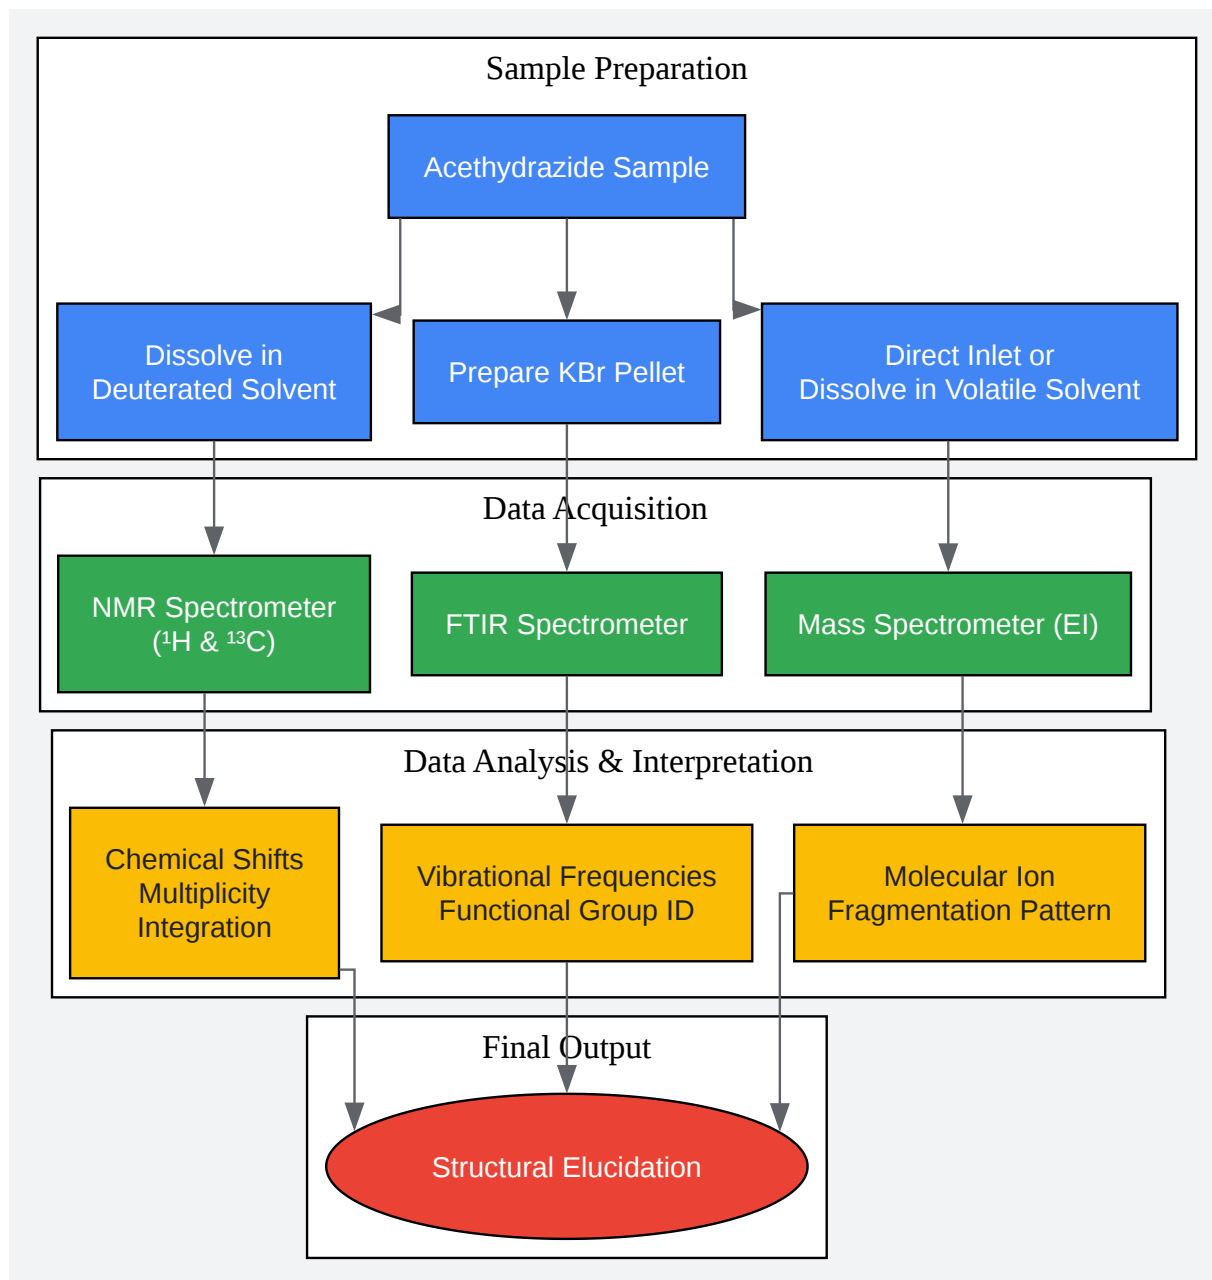 Sample Preparation
Acethydrazide Sample
Dissolve in
Deuterated Solvent
Prepare KBr Pellet
Direct Inlet or
Dissolve in Volatile Solvent
Data Acquisition
NMR Spectrometer
(¹H & ¹³C)
FTIR Spectrometer
Mass Spectrometer (EI)
Data Analysis & Interpretation
Chemical Shifts
Multiplicity
Integration
Vibrational Frequencies
Functional Group ID
Molecular Ion
Fragmentation Pattern
Final Output
Structural Elucidation